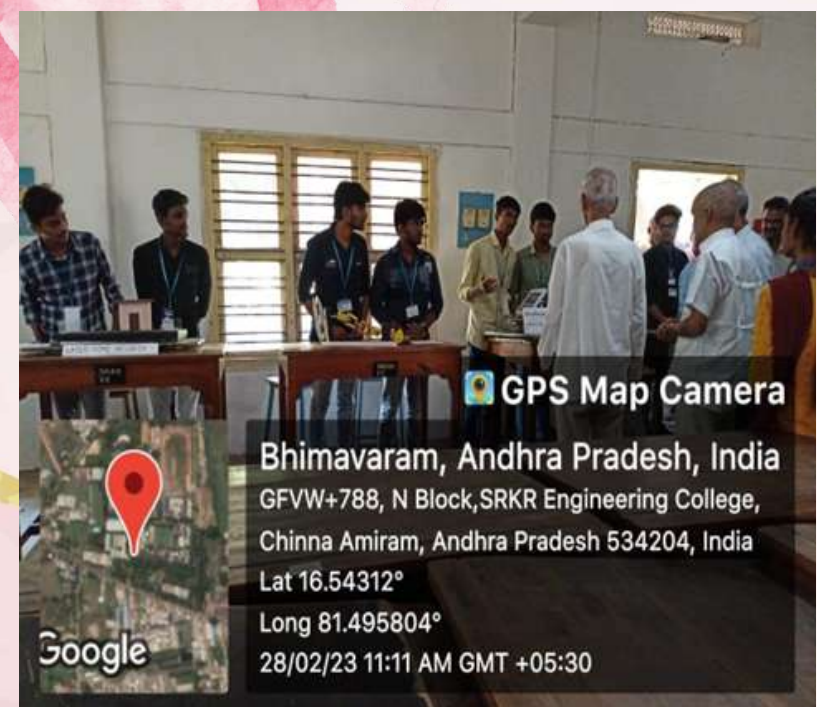 GPS Map Camera
Bhimavaram, Andhra Pradesh, India
GFVW+788, N Block,SRKR Engineering College,
Chinna Amiram, Andhra Pradesh 534204, India
Lat 16.54312°
Long 81.495804°
28/02/23 11:11 AM GMT +05:30
Google